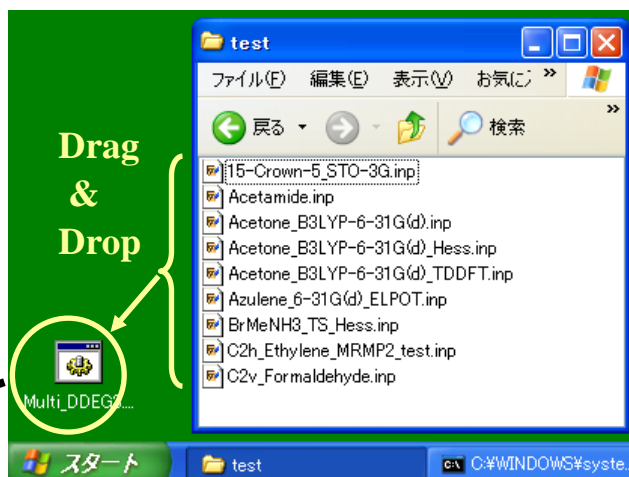 test
ファイル(F) 編集(E) 表示(V) お気に »
戻る 検索 »
Drag
&
Drop
15-Crown-5_STO-3G.inp
Acetamide.inp
Acetone_B3LYP-6-31G(d).inp
Acetone_B3LYP-6-31G(d)_Hess.inp
Acetone_B3LYP-6-31G(d)_TDDFT.inp
Azulene_6-31G(d)_ELPOT.inp
BrMeNH3_TS_Hess.inp
C2h_Ethylene_MRMP2_test.inp
C2v_Formaldehyde.inp
Multi_DDEGS....
スタート test C:¥WINDOWS¥syste...